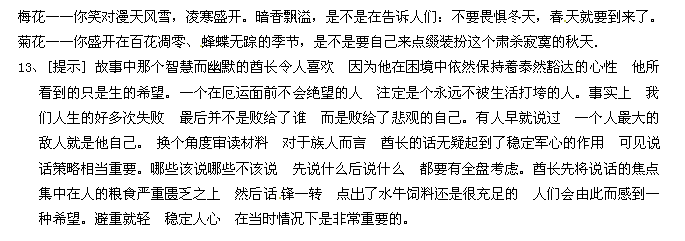 梅花——你笑对漫天风雪，凌寒盛开。暗香飘溢，是不是在告诉人们：不要畏惧冬天，春天就要到来了。
菊花——你盛开在百花凋零、蜂蝶无踪的季节，是不是要自己来点缀装扮这个肃杀寂寞的秋天.
13、[提示] 故事中那个智慧而幽默的酋长令人喜欢　因为他在困境中依然保持着泰然豁达的心性　他所
看到的只是生的希望。一个在厄运面前不会绝望的人　注定是个永远不被生活打垮的人。事实上　我
们人生的好多次失败　最后并不是败给了谁　而是败给了悲观的自己。有人早就说过　一个人最大的
敌人就是他自己。 换个角度审读材料　对于族人而言　酋长的话无疑起到了稳定军心的作用　可见说
话策略相当重要。哪些该说哪些不该说　先说什么后说什么　都要有全盘考虑。酋长先将说话的焦点
集中在人的粮食严重匮乏之上　然后话锋一转　点出了水牛饲料还是很充足的　人们会由此而感到一
种希望。避重就轻　稳定人心　在当时情况下是非常重要的。